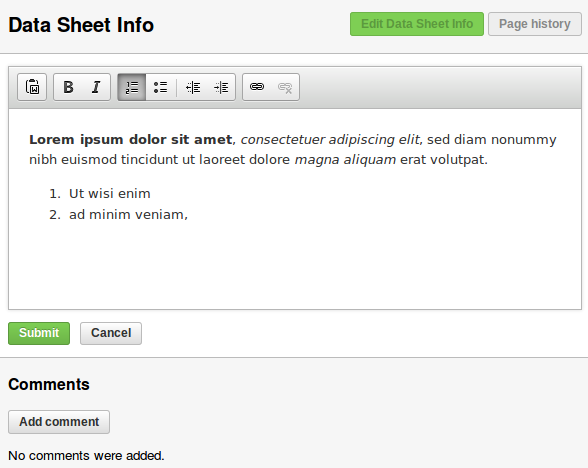 Data Sheet Info
Edit Data Sheet Info
Page history
B I
Lorem ipsum dolor sit amet, consectetuer adipiscing elit, sed diam nonummy
nibh euismod tincidunt ut laoreet dolore magna aliquam erat volutpat.
1. Ut wisi enim
2. ad minim veniam,
Submit
Cancel
Comments
Add comment
No comments were added.